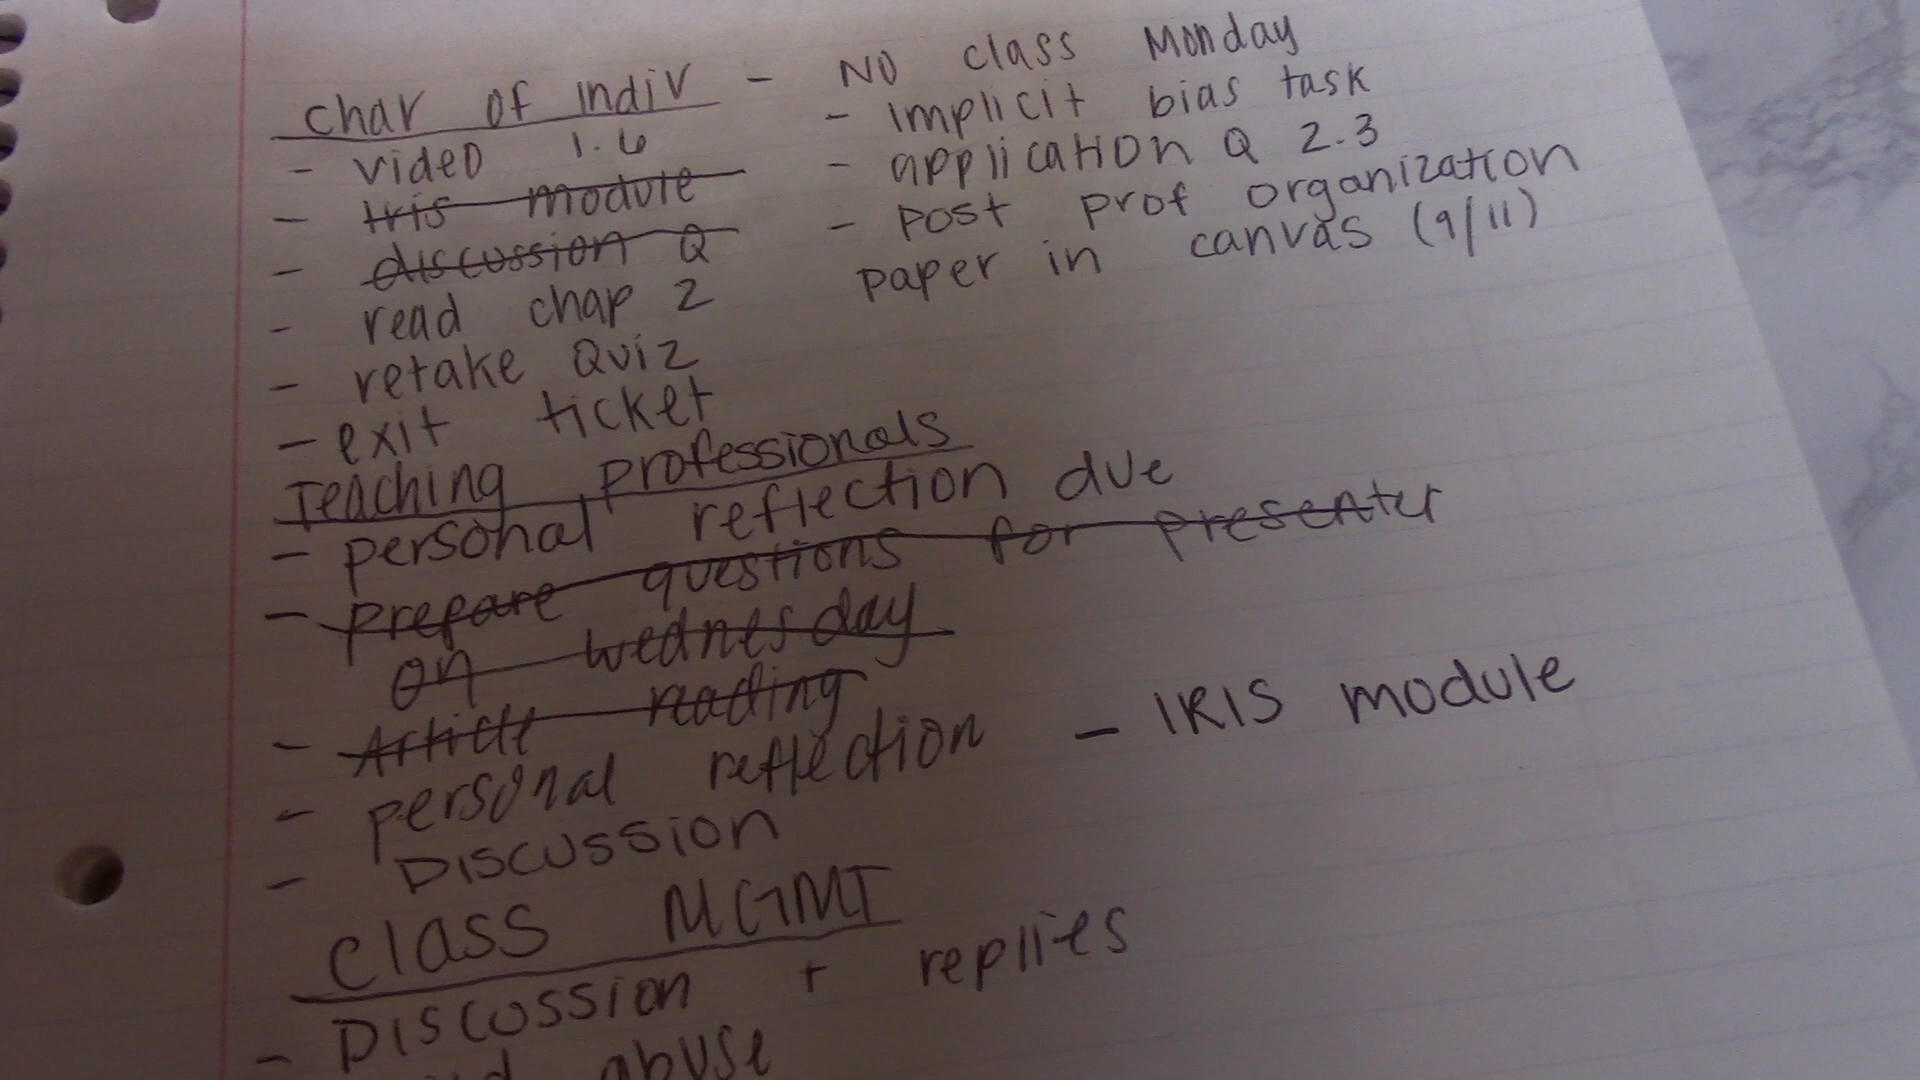 char of indiv - NO class Monday
- implicit bias task
- video 1.6
- application Q 2.3
- Iris module
- post prof organization
paper in canvas (9/11)
- discussion Q
- read chap 2
- retake Quiz
- exit ticket
Teaching professionals
- personal reflection due
- prepare questions for presenter
on wednesday
- Article reading
- personal reflection - IRIS module
- DISCUSSION
class MGMT
- DISCUSSION + replies
abuse